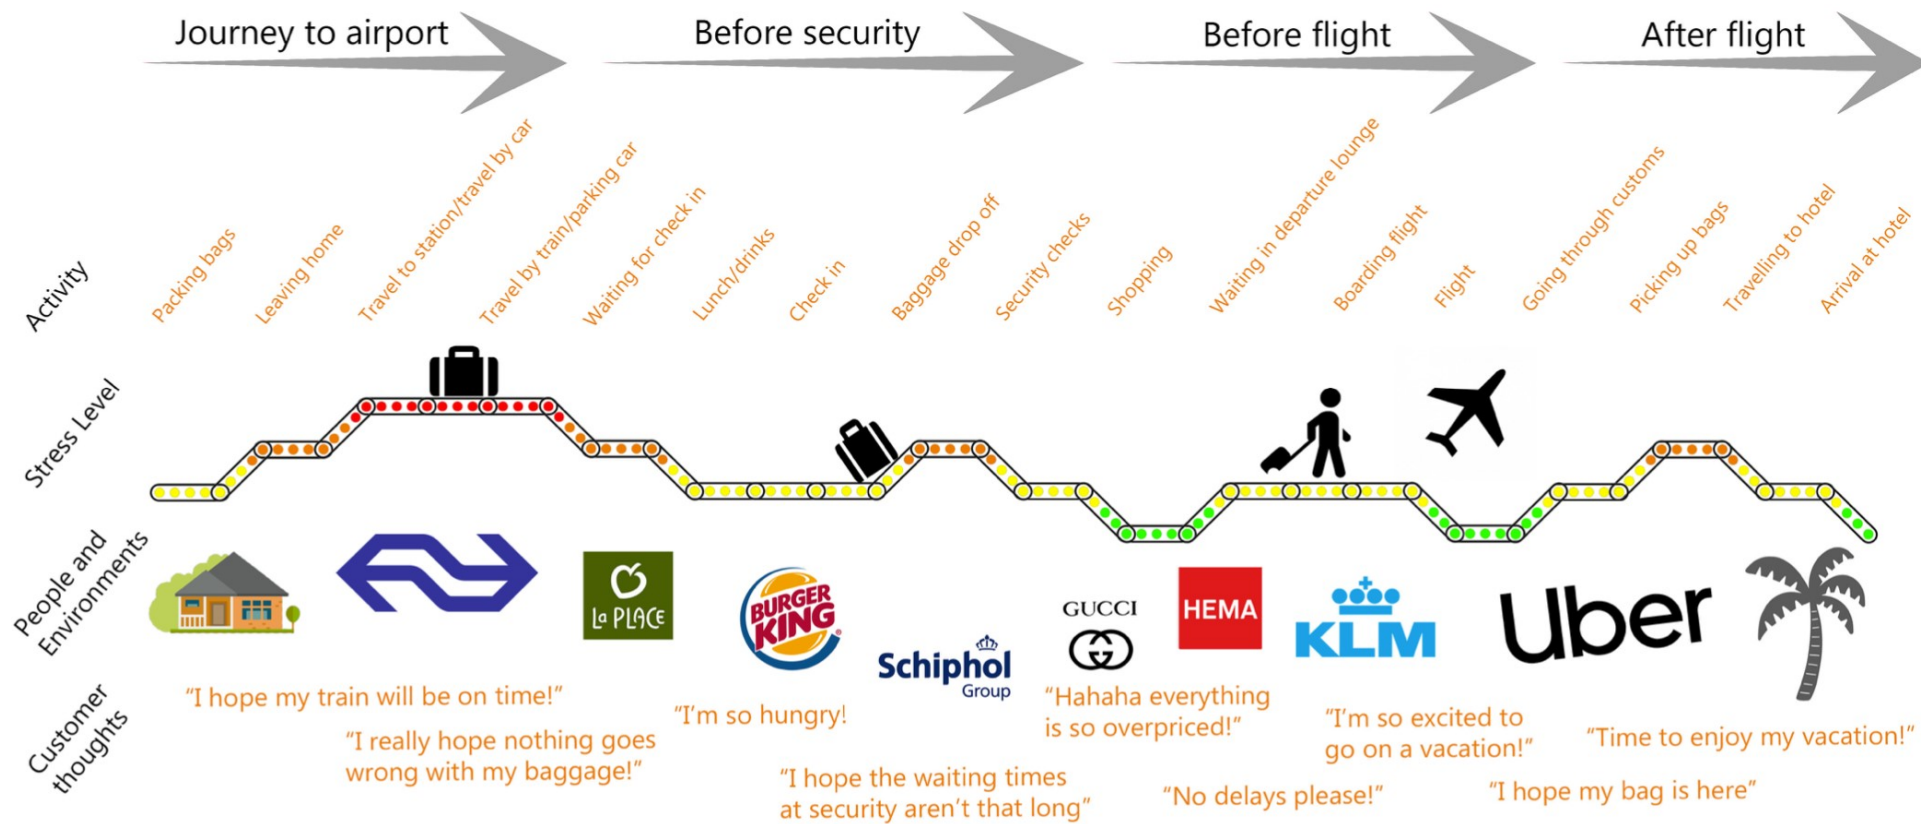 Journey to airport
Before security
Before flight
After flight
Activity
Packing bags
Leaving home
Travel to station/travel by car
Travel by train/parking car
Waiting for check in
Lunch/drinks
Check in
Baggage drop off
Security checks
Shopping
Waiting in departure lounge
Boarding flight
Flight
Going through customs
Picking up bags
Travelling to hotel
Arrival at hotel
Stress Level
People and
Environments
La PLACE
BURGER
KING
®
Schiphol
Group
GUCCI
HEMA
KLM
Uber
Customer
thoughts
“I hope my train will be on time!”
“I really hope nothing goes
wrong with my baggage!”
“I’m so hungry!
“I hope the waiting times
at security aren’t that long”
“Hahaha everything
is so overpriced!”
“No delays please!”
“I’m so excited to
go on a vacation!”
“I hope my bag is here”
“Time to enjoy my vacation!”